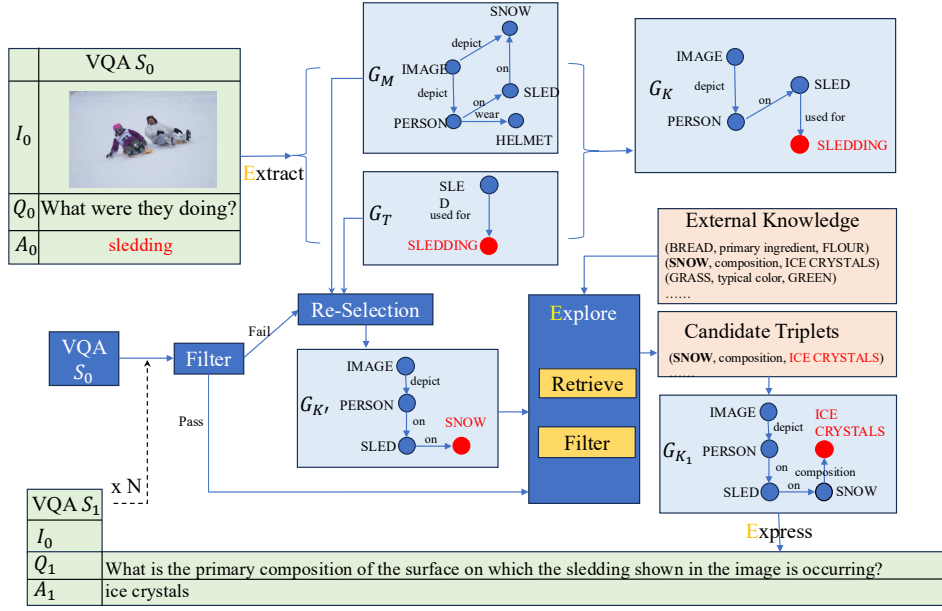 VQA S0
I0
Q0 What were they doing?
A0 sledding
Extract
GM
SNOW
depict
IMAGE
on
depict
SLED
on
PERSON
wear
HELMET
GT
SLE
D
used for
SLEDDING
GK
IMAGE
depict
SLED
on
PERSON
used for
SLEDDING
External Knowledge
(BREAD, primary ingredient, FLOUR)
(SNOW, composition, ICE CRYSTALS)
(GRASS, typical color, GREEN)
......
Re-Selection
Explore
Retrieve
Filter
VQA
S0
Filter
Fail
Pass
Candidate Triplets
(SNOW, composition, ICE CRYSTALS)
......
GK′
IMAGE
depict
PERSON
on
SNOW
SLED
on
GK1
IMAGE
depict
ICE
CRYSTALS
PERSON
on
composition
SLED
on
SNOW
Express
x N
VQA S1
I0
Q1 What is the primary composition of the surface on which the sledding shown in the image is occurring?
A1 ice crystals